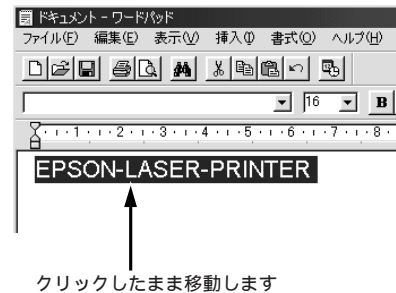 ドキュメント - ワードパッド
ファイル(F) 編集(E) 表示(V) 挿入(I) 書式(O) ヘルプ(H)
16 B
1 2 3 4 5 6 7 8
EPSON-LASER-PRINTER
クリックしたまま移動します